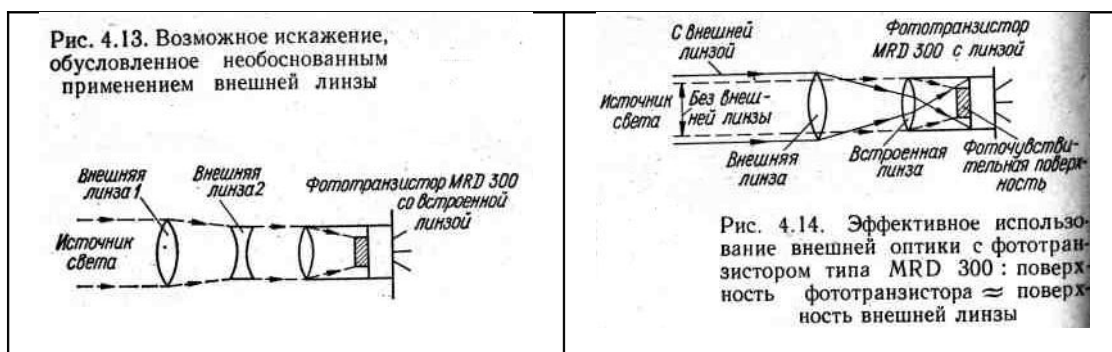 Рис. 4.13. Возможное искажение,
обусловленное необоснованным
применением внешней линзы
Внешняя
линза 1
Внешняя
линза 2
Фототранзистор MRD 300
со встроенной
линзой
Источник
света
С внешней
линзой
Фототранзистор
MRD 300 с линзой
Источник
света
Без внеш-
ней линзы
Внешняя
линза
Встроенная
линза
Фоточувстви-
тельная поверх-
ность
Рис. 4.14. Эффективное использо-
вание внешней оптики с фототран-
зистором типа MRD 300 : поверх-
ность фототранзистора ≈ поверх-
ность внешней линзы